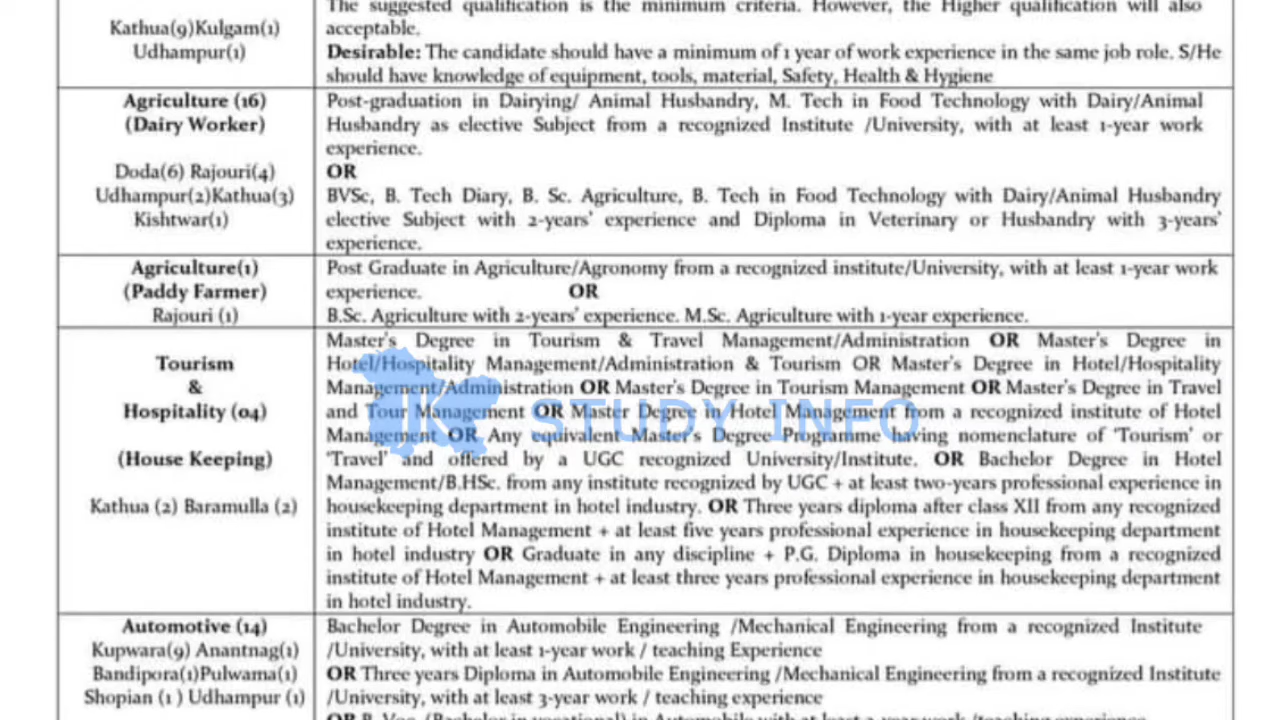 The suggested qualification is the minimum criteria. However, the Higher qualification will also
Kathua(9)Kulgam(1)
acceptable.
Udhampur(1)
Desirable: The candidate should have a minimum of 1 year of work experience in the same job role. S/He
should have knowledge of equipment, tools, material, Safety, Health & Hygiene
Agriculture (16)
(Dairy Worker)
Doda(6) Rajouri(4)
Udhampur(2)Kathua(3)
Kishtwar(1)
Post-graduation in Dairying/ Animal Husbandry, M. Tech in Food Technology with Dairy/Animal
Husbandry as elective Subject from a recognized Institute /University, with at least 1-year work
experience.
OR
BVSc, B. Tech Diary, B. Sc. Agriculture, B. Tech in Food Technology with Dairy/Animal Husbandry
elective Subject with 2-years' experience and Diploma in Veterinary or Husbandry with 3-years'
experience.
Agriculture(1)
(Paddy Farmer)
Rajouri (1)
Post Graduate in Agriculture/Agronomy from a recognized institute/University, with at least 1-year work
experience. OR
B.Sc. Agriculture with 2-years' experience. M.Sc. Agriculture with 1-year experience.
Tourism
&
Hospitality (04)
(House Keeping)
Kathua (2) Baramulla (2)
Master's Degree in Tourism & Travel Management/Administration OR Master's Degree in
Hotel/Hospitality Management/Administration & Tourism OR Master's Degree in Hotel/Hospitality
Management/Administration OR Master's Degree in Tourism Management OR Master's Degree in Travel
and Tour Management OR Master Degree in Hotel Management from a recognized institute of Hotel
Management OR Any equivalent Master's Degree Programme having nomenclature of 'Tourism' or
'Travel' and offered by a UGC recognized University/Institute. OR Bachelor Degree in Hotel
Management/B.HSc. from any institute recognized by UGC + at least two-years professional experience in
housekeeping department in hotel industry. OR Three years diploma after class XII from any recognized
institute of Hotel Management + at least five years professional experience in housekeeping department
in hotel industry OR Graduate in any discipline + P.G. Diploma in housekeeping from a recognized
institute of Hotel Management + at least three years professional experience in housekeeping department
in hotel industry.
JK STUDY INFO
Automotive (14)
Kupwara(9) Anantnag(1)
Bandipora(1)Pulwama(1)
Shopian (1 ) Udhampur (1)
Bachelor Degree in Automobile Engineering /Mechanical Engineering from a recognized Institute
/University, with at least 1-year work / teaching Experience
OR Three years Diploma in Automobile Engineering /Mechanical Engineering from a recognized Institute
/University, with at least 3-year work / teaching experience